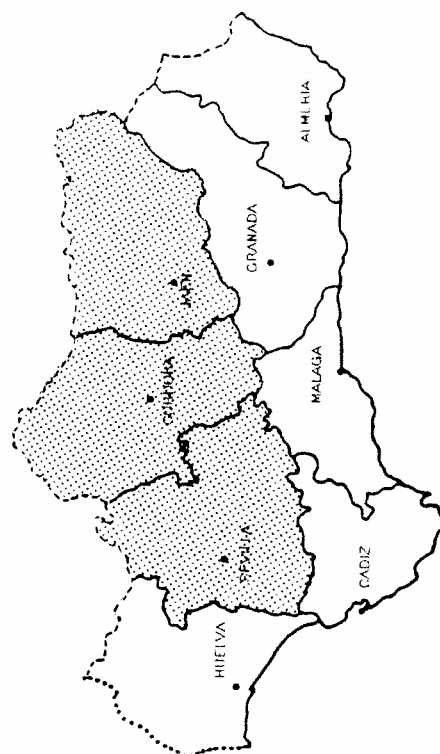 JAEN
CORDOBA
SEVILLA
HUELVA
CADIZ
MALAGA
GRANADA
ALMERIA